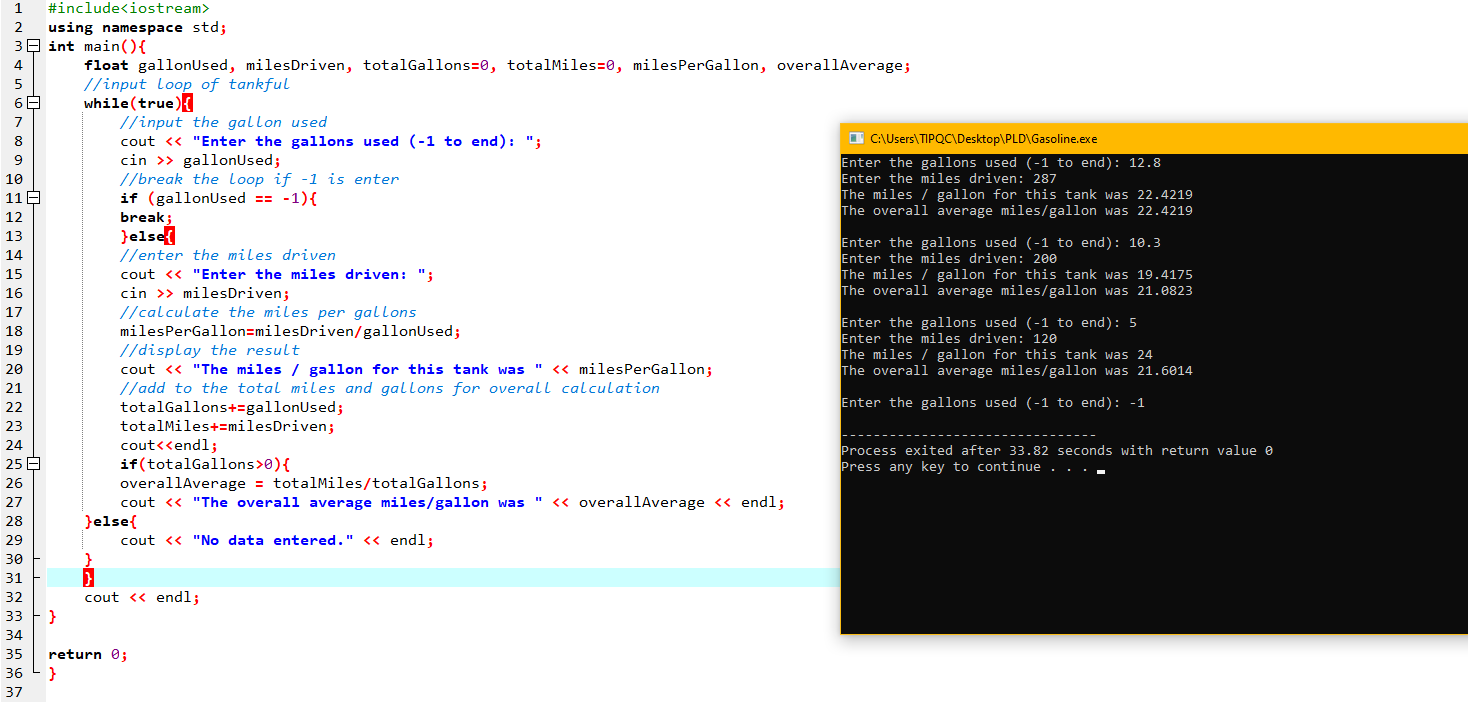 1 #include<iostream>
2 using namespace std;
3 int main(){
4 float gallonUsed, milesDriven, totalGallons=0, totalMiles=0, milesPerGallon, overallAverage;
5 //input loop of tankful
6 while(true){
7 //input the gallon used
8 cout << "Enter the gallons used (-1 to end): ";
9 cin >> gallonUsed;
10 //break the loop if -1 is enter
11 if (gallonUsed == -1){
12 break;
13 }else{
14 //enter the miles driven
15 cout << "Enter the miles driven: ";
16 cin >> milesDriven;
17 //calculate the miles per gallons
18 milesPerGallon=milesDriven/gallonUsed;
19 //display the result
20 cout << "The miles / gallon for this tank was " << milesPerGallon;
21 //add to the total miles and gallons for overall calculation
22 totalGallons+=gallonUsed;
23 totalMiles+=milesDriven;
24 cout<<endl;
25 if(totalGallons>0){
26 overallAverage = totalMiles/totalGallons;
27 cout << "The overall average miles/gallon was " << overallAverage << endl;
28 }else{
29 cout << "No data entered." << endl;
30 }
31 }
32 cout << endl;
33 }
34
35 return 0;
36 }
37
C:\Users\TIPQC\Desktop\PLD\Gasoline.exe
Enter the gallons used (-1 to end): 12.8
Enter the miles driven: 287
The miles / gallon for this tank was 22.4219
The overall average miles/gallon was 22.4219
Enter the gallons used (-1 to end): 10.3
Enter the miles driven: 200
The miles / gallon for this tank was 19.4175
The overall average miles/gallon was 21.0823
Enter the gallons used (-1 to end): 5
Enter the miles driven: 120
The miles / gallon for this tank was 24
The overall average miles/gallon was 21.6014
Enter the gallons used (-1 to end): -1
--------------------------------
Process exited after 33.82 seconds with return value 0
Press any key to continue . . .